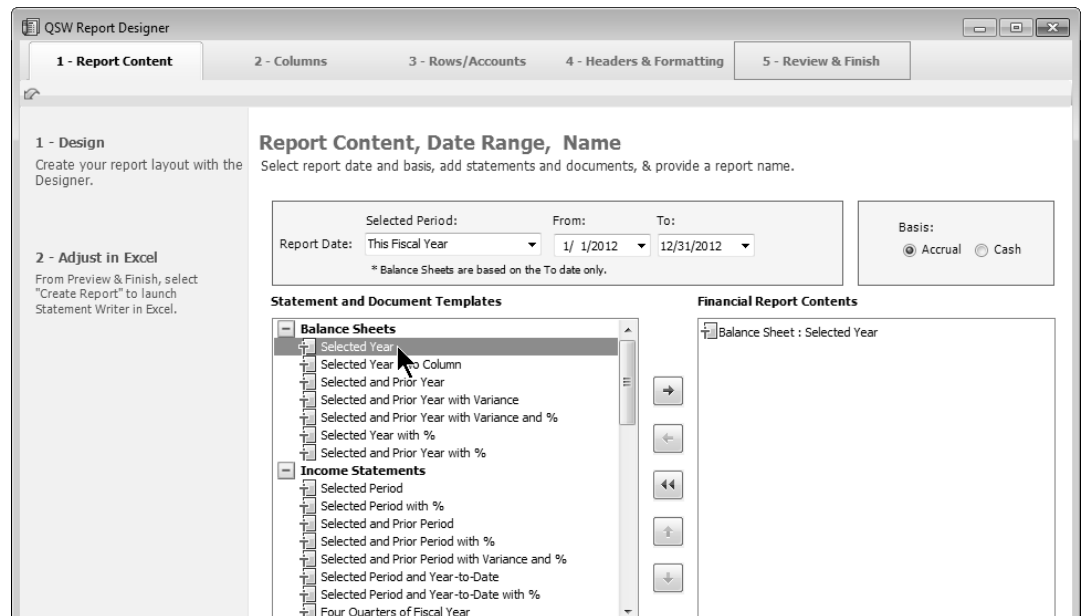 QSW Report Designer
1 - Report Content
2 - Columns
3 - Rows/Accounts
4 - Headers & Formatting
5 - Review & Finish
1 - Design
Create your report layout with the
Designer.
2 - Adjust in Excel
From Preview & Finish, select
"Create Report" to launch
Statement Writer in Excel.
Report Content, Date Range, Name
Select report date and basis, add statements and documents, & provide a report name.
Selected Period:
From:
To:
Report Date:
This Fiscal Year
1/ 1/2012
12/31/2012
* Balance Sheets are based on the To date only.
Basis:
Accrual
Cash
Statement and Document Templates
Balance Sheets
Selected Year
Selected Year Column
Selected and Prior Year
Selected and Prior Year with Variance
Selected and Prior Year with Variance and %
Selected Year with %
Selected and Prior Year with %
Income Statements
Selected Period
Selected Period with %
Selected and Prior Period
Selected and Prior Period with %
Selected and Prior Period with Variance and %
Selected Period and Year-to-Date
Selected Period and Year-to-Date with %
Four Quarters of Fiscal Year
Financial Report Contents
Balance Sheet : Selected Year